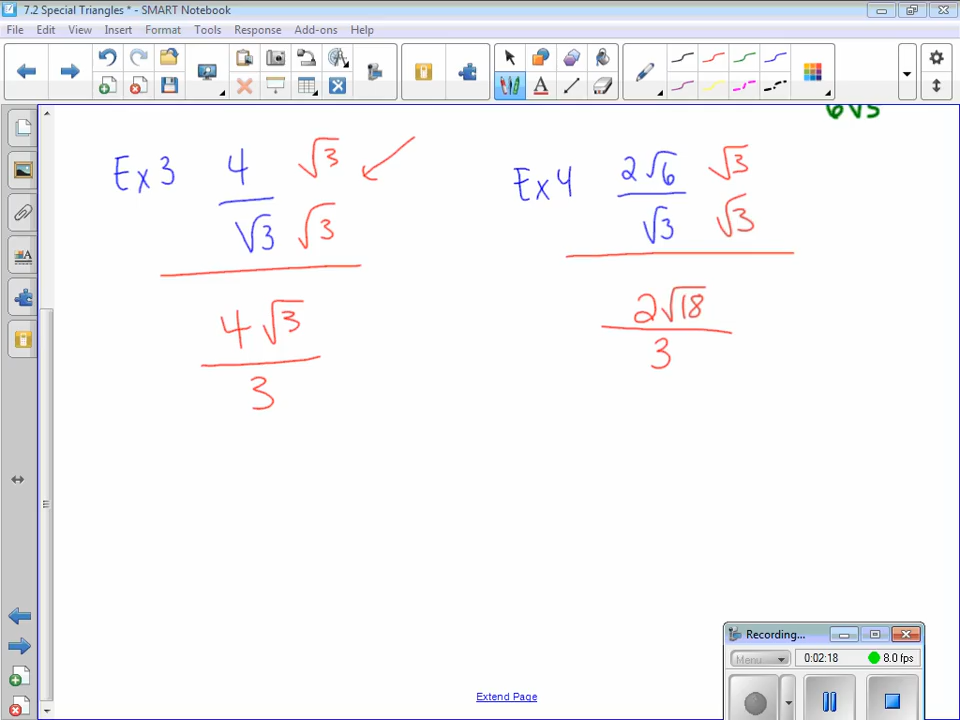 7.2 Special Triangles * - SMART Notebook
File Edit View Insert Format Tools Response Add-ons Help
6√3
Ex 3 4 √3
√3 √3
4√3
3
Ex 4 2√6 √3
√3 √3
2√18
3
Extend Page
Recording...
Menu 0:02:18 8.0 fps